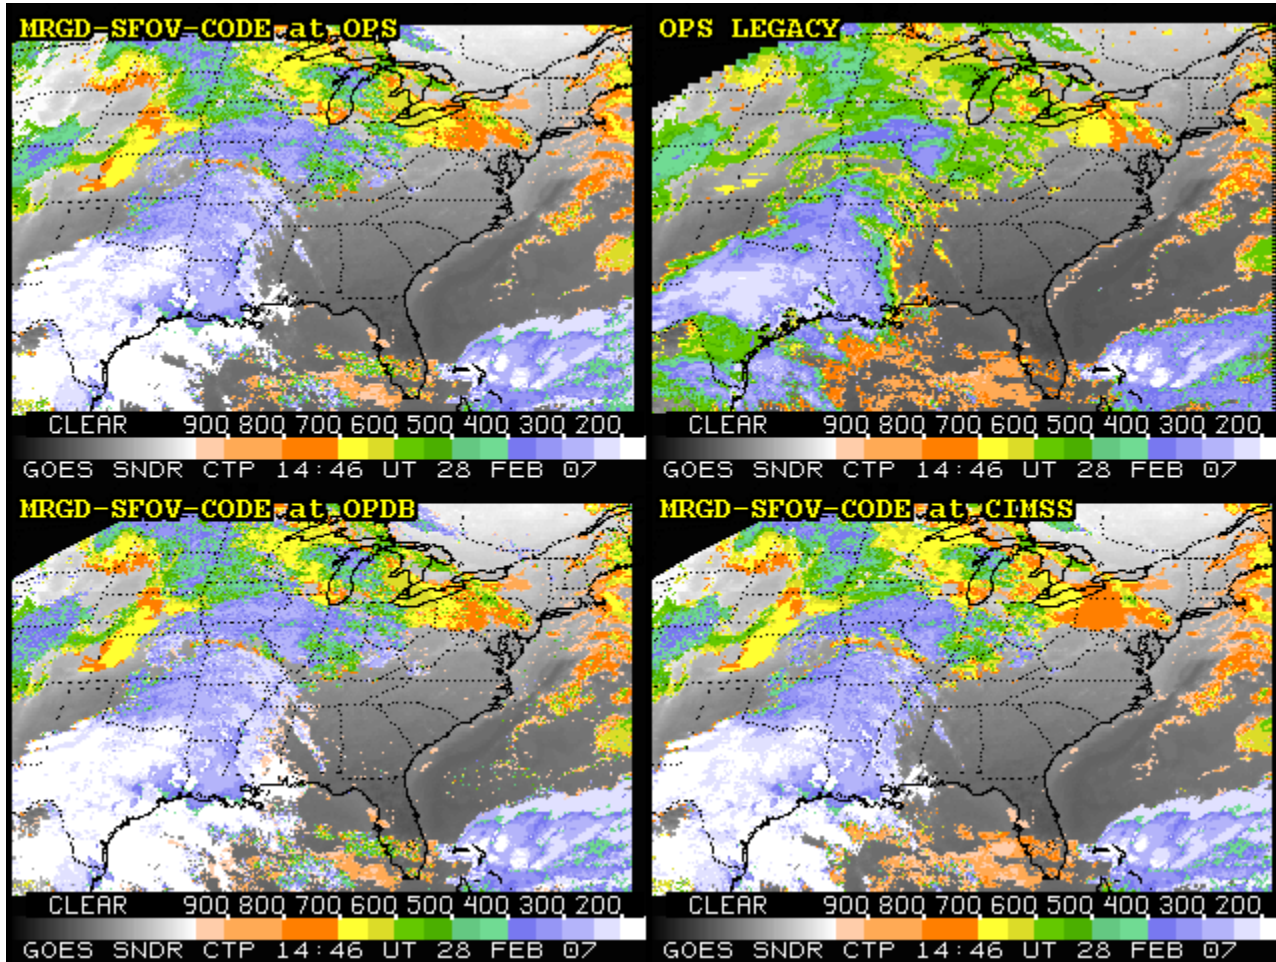 MRGD-SFOV-CODE at OPS
CLEAR 900 800 700 600 500 400 300 200
GOES SNDR CTP 14:46 UT 28 FEB 07
OPS LEGACY
CLEAR 900 800 700 600 500 400 300 200
GOES SNDR CTP 14:46 UT 28 FEB 07
MRGD-SFOV-CODE at OPDB
CLEAR 900 800 700 600 500 400 300 200
GOES SNDR CTP 14:46 UT 28 FEB 07
MRGD-SFOV-CODE at CIMSS
CLEAR 900 800 700 600 500 400 300 200
GOES SNDR CTP 14:46 UT 28 FEB 07